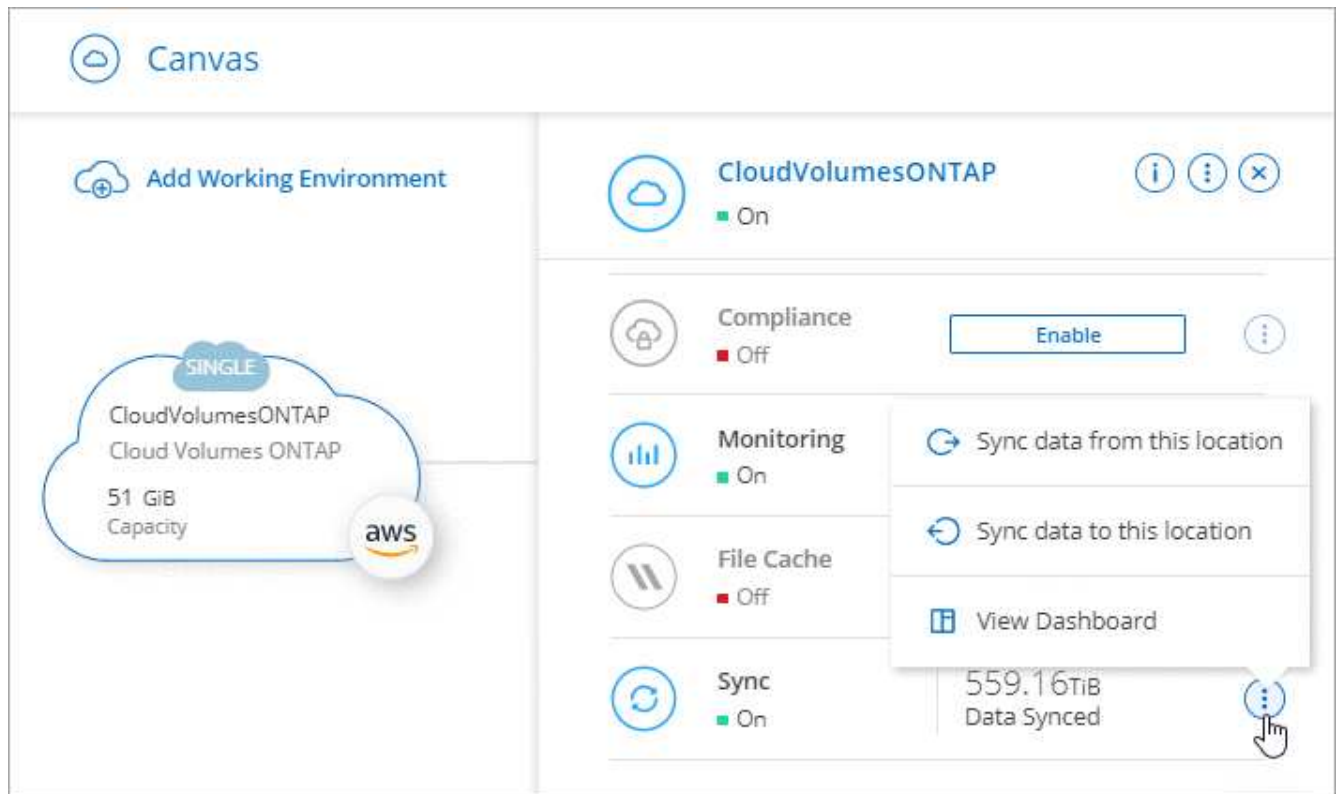 Canvas
Add Working Environment
SINGLE
CloudVolumesONTAP
Cloud Volumes ONTAP
51 GiB
Capacity
aws
CloudVolumesONTAP
On
Compliance
Off
Enable
Monitoring
On
File Cache
Off
Sync
On
559.16TiB
Data Synced
Sync data from this location
Sync data to this location
View Dashboard